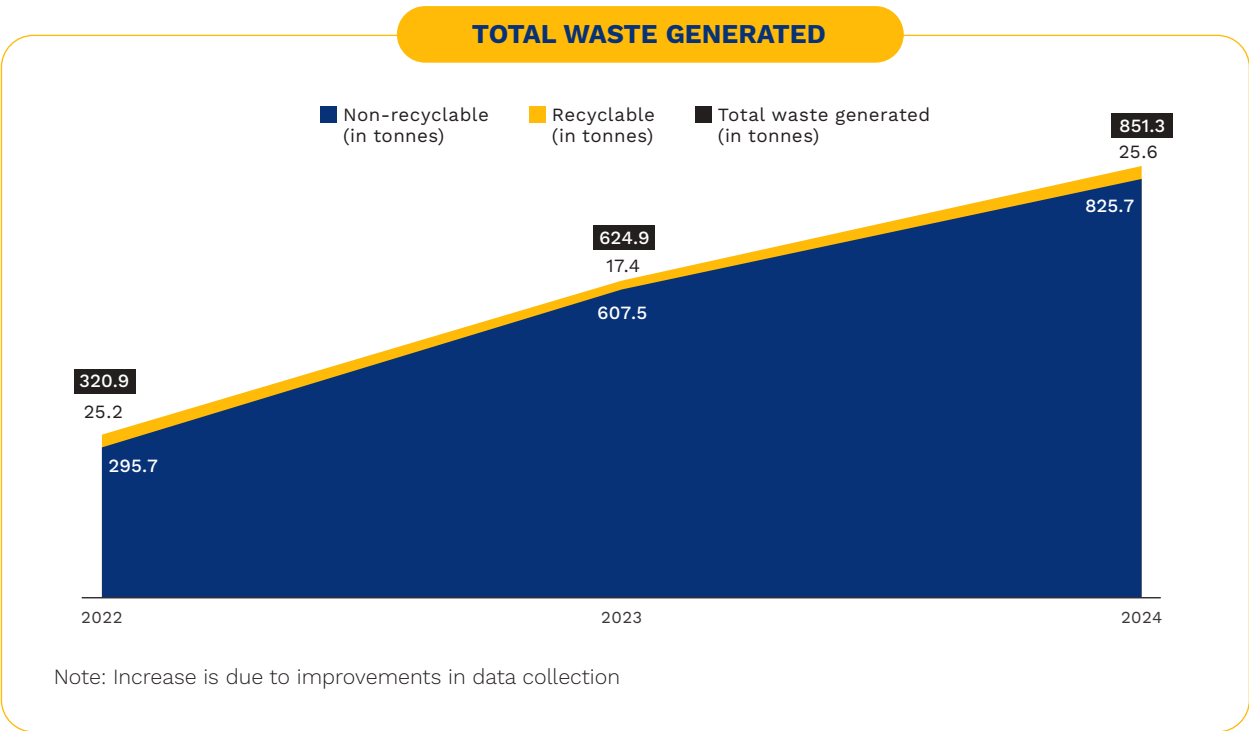 TOTAL WASTE GENERATED
Non-recyclable
(in tonnes)
Recyclable
(in tonnes)
Total waste generated
(in tonnes)
851.3
25.6
825.7
624.9
17.4
607.5
320.9
25.2
295.7
2022
2023
2024
Note: Increase is due to improvements in data collection